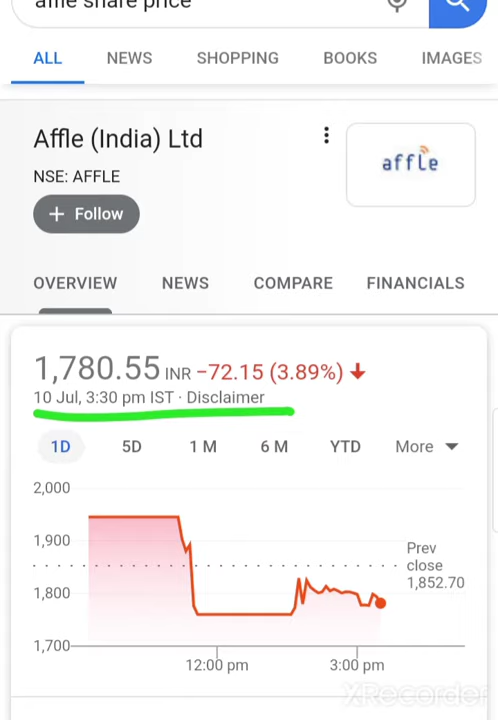 affle share price
ALL NEWS SHOPPING BOOKS IMAGES
Affle (India) Ltd
NSE: AFFLE
affle
+ Follow
OVERVIEW NEWS COMPARE FINANCIALS
1,780.55 INR −72.15 (3.89%)
10 Jul, 3:30 pm IST · Disclaimer
1D 5D 1 M 6 M YTD More
2,000
1,900
1,800
1,700
Prev
close
1,852.70
12:00 pm 3:00 pm
XRecorder